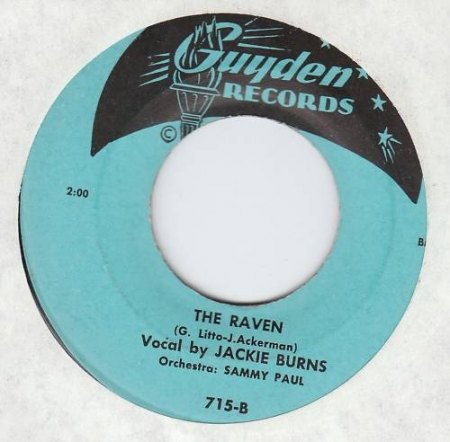 Guyden
RECORDS
©
2:00
THE RAVEN
(G. Litto-J.Ackerman)
Vocal by JACKIE BURNS
Orchestra: SAMMY PAUL
715-B